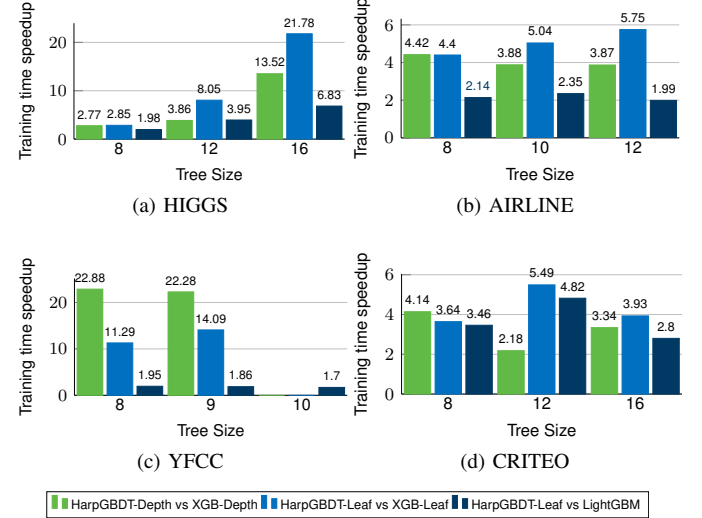 Training time speedup
20
10
0
2.77 2.85 1.98
3.86 8.05 3.95
13.52 21.78 6.83
8 12 16
Tree Size
(a) HIGGS
Training time speedup
6
4
2
0
4.42 4.4 2.14
3.88 5.04 2.35
3.87 5.75 1.99
8 10 12
Tree Size
(b) AIRLINE
Training time speedup
20
10
0
22.88 11.29 1.95
22.28 14.09 1.86
1.7
8 9 10
Tree Size
(c) YFCC
Training time speedup
6
4
2
0
4.14 3.64 3.46
2.18 5.49 4.82
3.34 3.93 2.8
8 12 16
Tree Size
(d) CRITEO
HarpGBDT-Depth vs XGB-Depth HarpGBDT-Leaf vs XGB-Leaf HarpGBDT-Leaf vs LightGBM